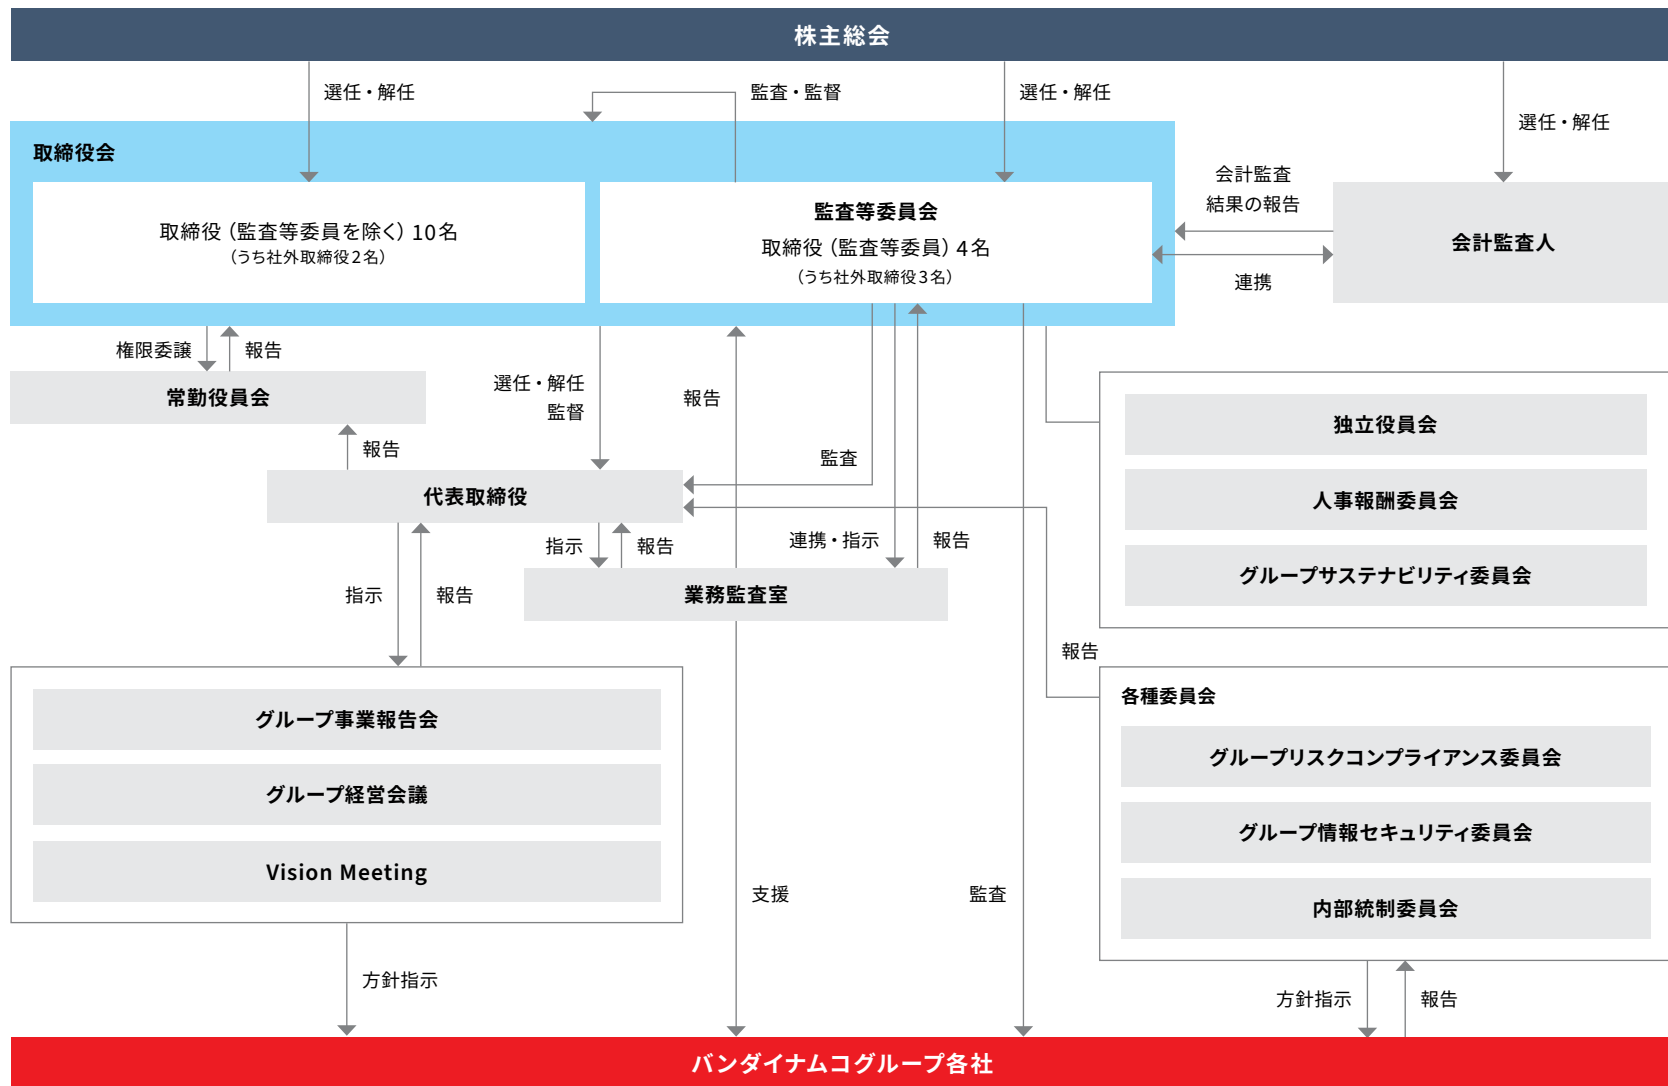 株主総会
選任・解任
監査・監督
選任・解任
選任・解任
取締役会
取締役（監査等委員を除く）10名
（うち社外取締役2名）
監査等委員会
取締役（監査等委員）4名
（うち社外取締役3名）
会計監査
結果の報告
連携
会計監査人
権限委譲
報告
常勤役員会
選任・解任
監督
報告
報告
監査
代表取締役
指示
報告
連携・指示
報告
業務監査室
指示
報告
独立役員会
人事報酬委員会
グループサステナビリティ委員会
報告
グループ事業報告会
グループ経営会議
Vision Meeting
各種委員会
グループリスクコンプライアンス委員会
グループ情報セキュリティ委員会
内部統制委員会
支援
監査
方針指示
方針指示
報告
バンダイナムコグループ各社